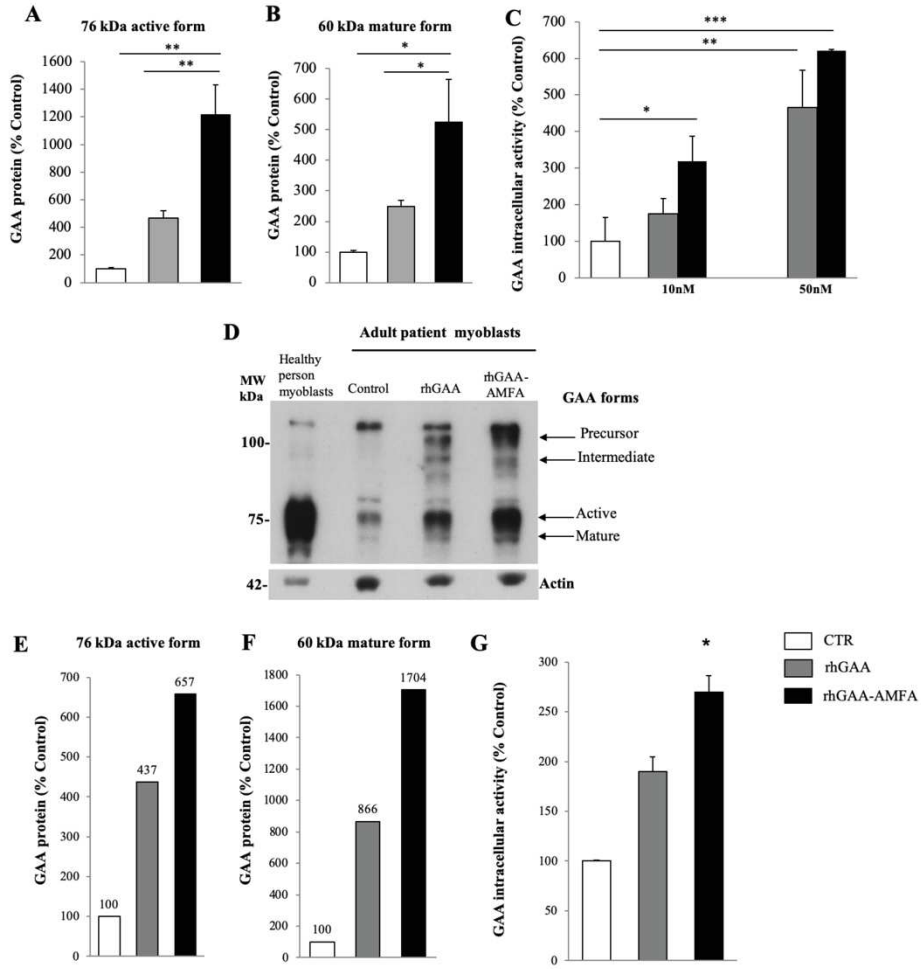 A
76 kDa active form
**
**
GAA protein (% Control)
1600
1400
1200
1000
800
600
400
200
0
B
60 kDa mature form
*
*
GAA protein (% Control)
700
600
500
400
300
200
100
0
C
***
**
*
GAA intracellular activity (% Control)
700
600
500
400
300
200
100
0
10nM
50nM
D
Adult patient myoblasts
MW
kDa
Healthy
person
myoblasts
Control
rhGAA
rhGAA-
AMFA
GAA forms
100-
75-
42-
Precursor
Intermediate
Active
Mature
Actin
E
76 kDa active form
GAA protein (% Control)
700
600
500
400
300
200
100
0
100
437
657
F
60 kDa mature form
GAA protein (% Control)
1800
1600
1400
1200
1000
800
600
400
200
0
100
866
1704
G
*
GAA intracellular activity (% Control)
300
250
200
150
100
50
0
CTR
rhGAA
rhGAA-AMFA